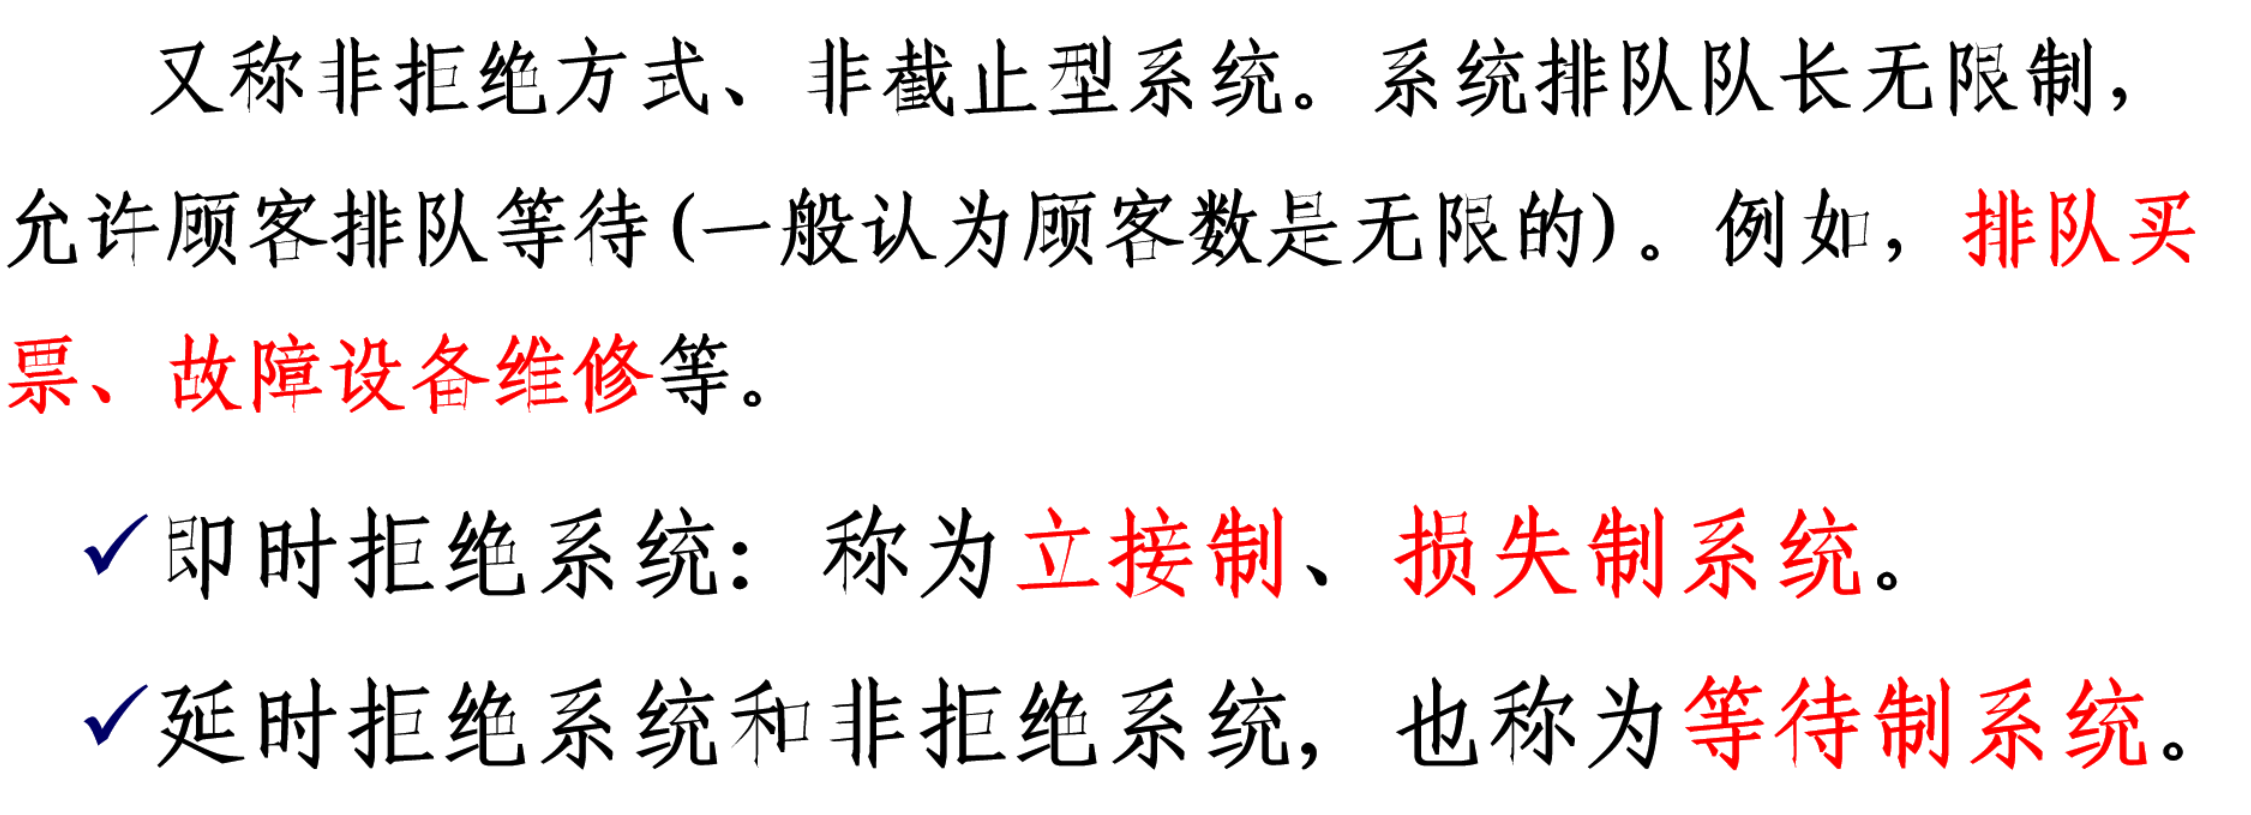 又称非拒绝方式、非截止型系统。系统排队队长无限制，
允许顾客排队等待(一般认为顾客数是无限的)。例如，排队买
票、故障设备维修等。
✓即时拒绝系统：称为立接制、损失制系统。
✓延时拒绝系统和非拒绝系统，也称为等待制系统。